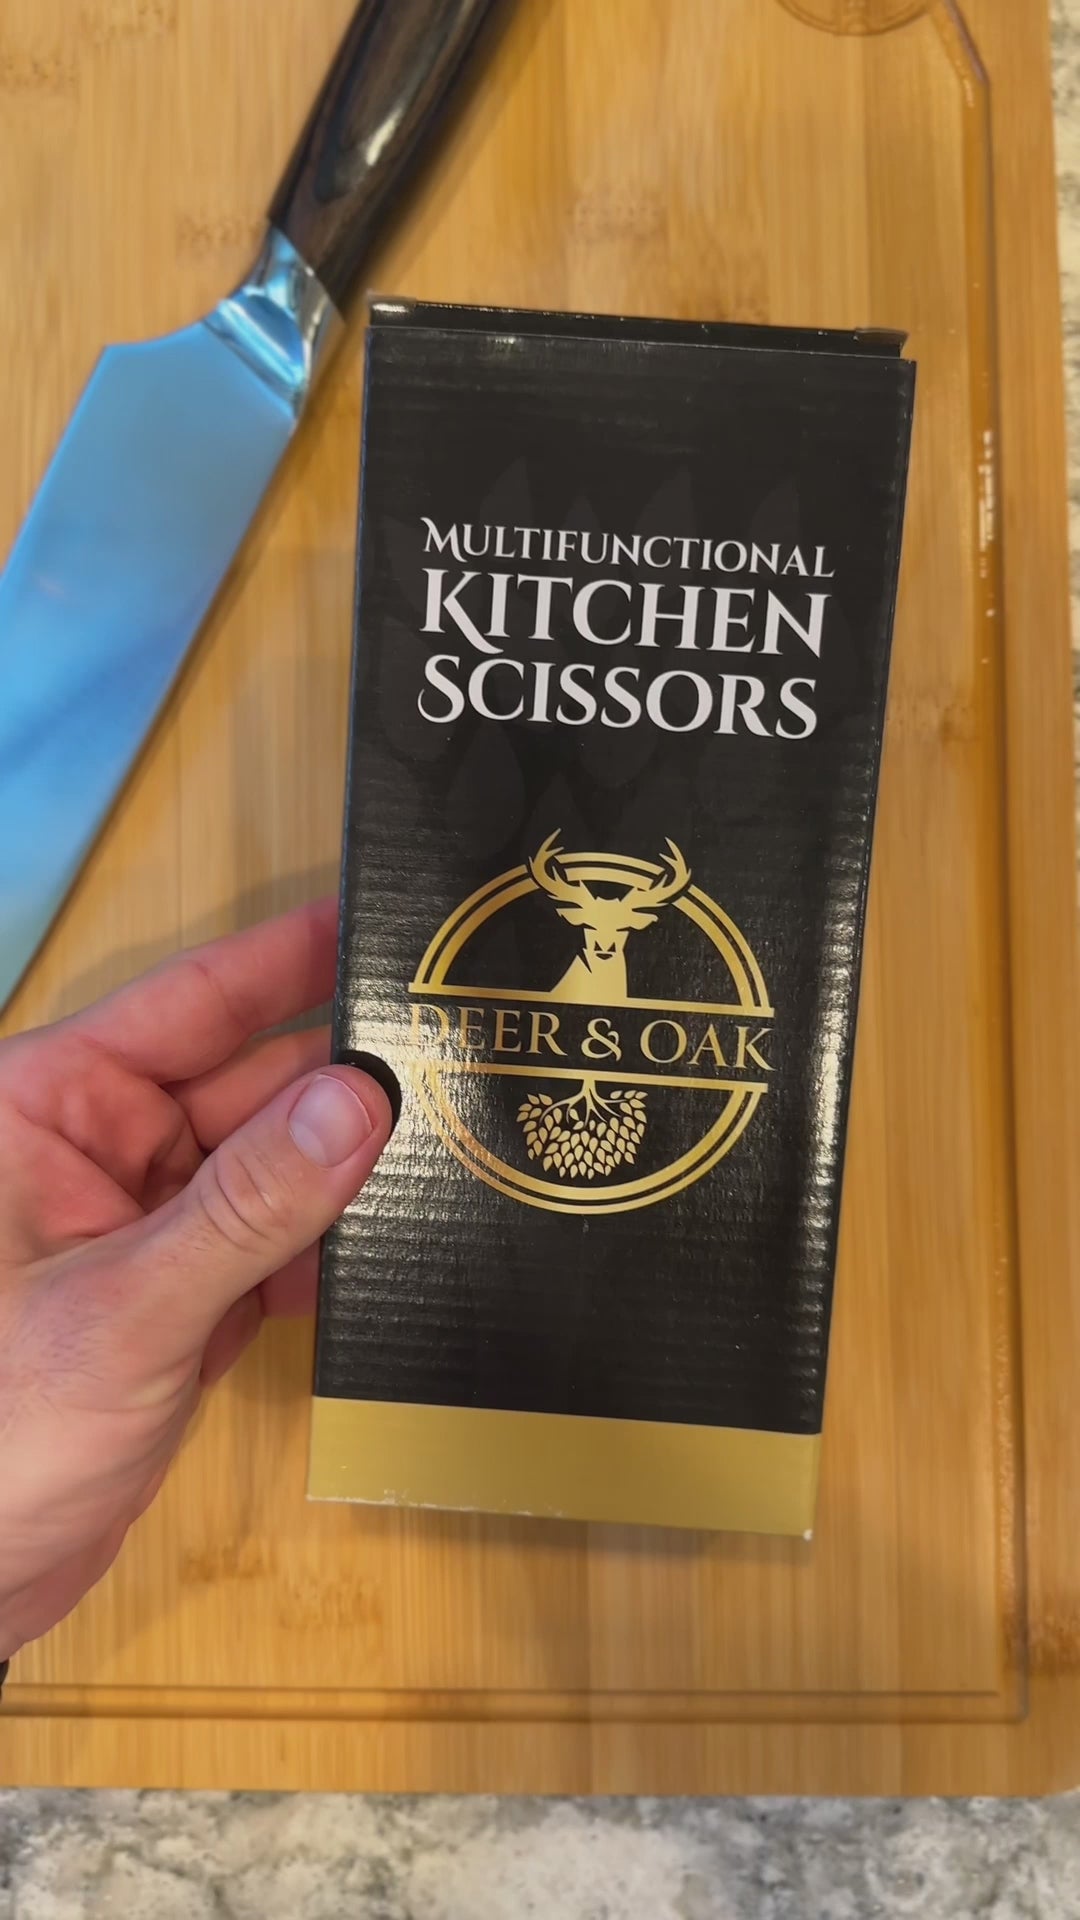 MULTIFUNCTIONAL
KITCHEN
SCISSORS
DEER & OAK